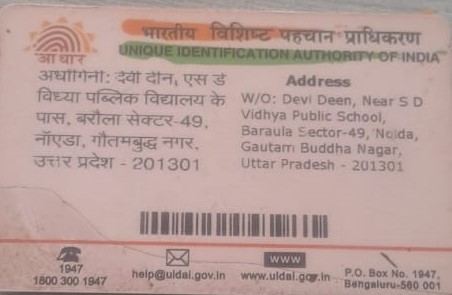 भारतीय विशिष्ट पहचान प्राधिकरण
UNIQUE IDENTIFICATION AUTHORITY OF INDIA
आधार
अर्धांगिनी: देवी दीन, एस डे
विध्या पब्लिक विद्यालय के
पास, बरौला सेक्टर-49,
नॉएडा, गौतमबुद्ध नगर,
उत्तर प्रदेश - 201301
Address
W/O: Devi Deen, Near S D
Vidhya Public School,
Baraula Sector-49, Noida,
Gautam Buddha Nagar,
Uttar Pradesh - 201301
1947
1800 300 1947
help@uidai.gov.in
www
www.uidai.gov.in
P.O. Box No. 1947,
Bengaluru-560 001